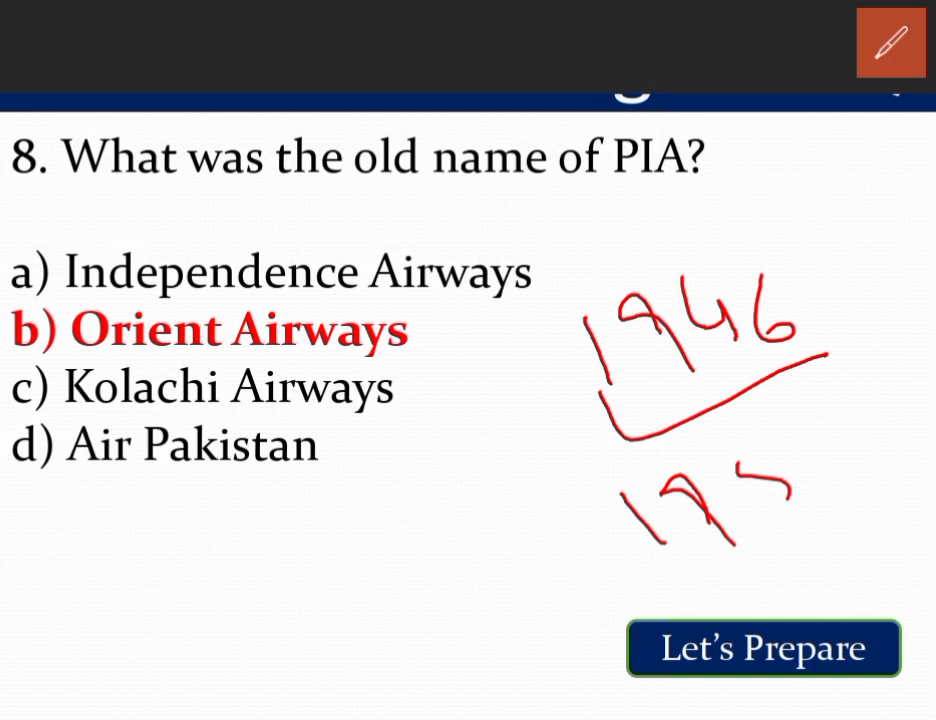 8. What was the old name of PIA?
a) Independence Airways
b) Orient Airways
c) Kolachi Airways
d) Air Pakistan
1946
Let's Prepare